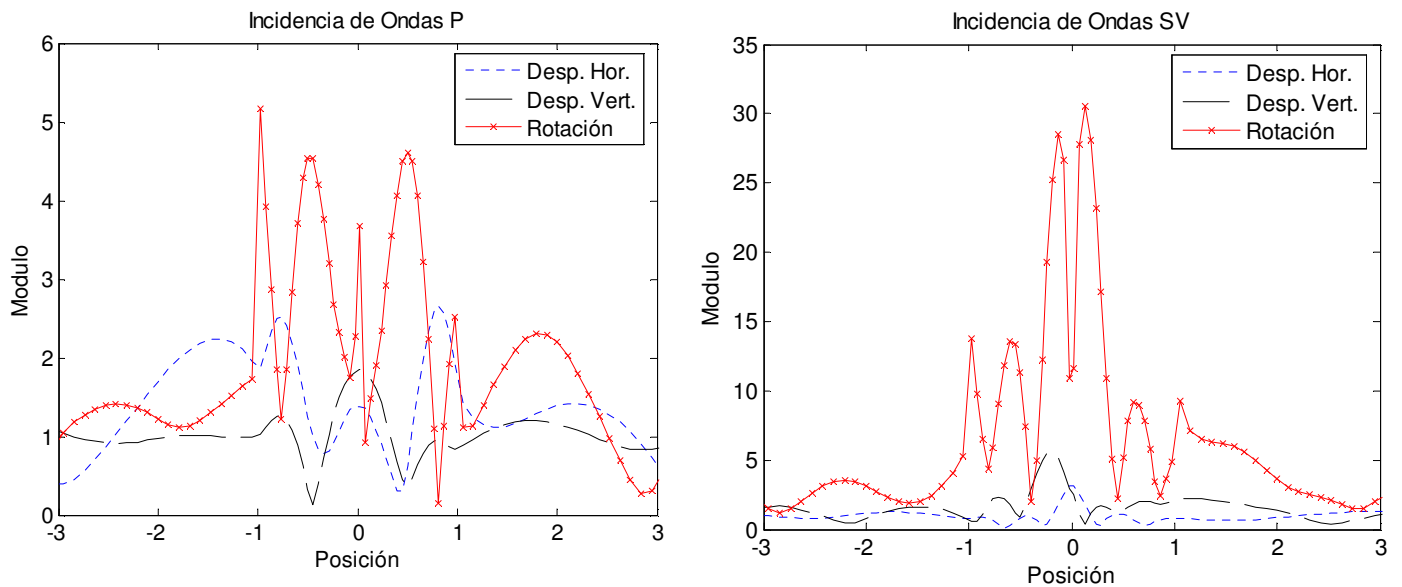 Incidencia de Ondas P
6
5
4
3
2
1
0
-3
-2
-1
0
1
2
3
Modulo
Posición
Desp. Hor.
Desp. Vert.
Rotación
Incidencia de Ondas SV
35
30
25
20
15
10
5
0
-3
-2
-1
0
1
2
3
Modulo
Posición
Desp. Hor.
Desp. Vert.
Rotación